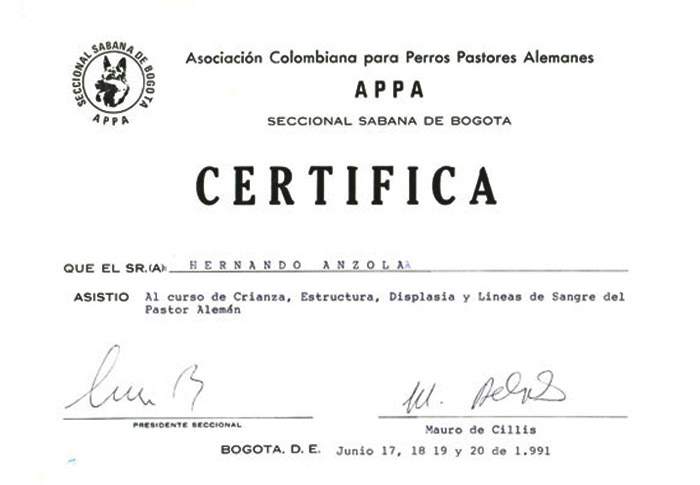 SECCIONAL SABANA DE BOGOTA
APPA
Asociación Colombiana para Perros Pastores Alemanes
APPA
SECCIONAL SABANA DE BOGOTA
CERTIFICA
QUE EL SR.(A) HERNANDO ANZOLA
ASISTIO Al curso de Crianza, Estructura, Displasia y Lineas de Sangre del
Pastor Alemán
PRESIDENTE SECCIONAL
Mauro de Cillis
BOGOTA, D. E. Junio 17, 18 19 y 20 de 1.991